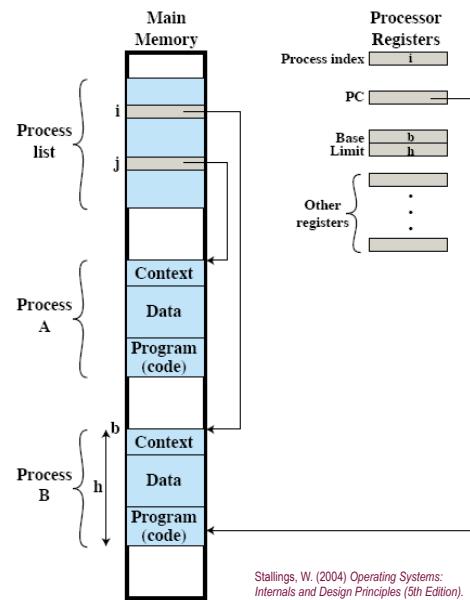 Main
Memory
Processor
Registers
Process index
i
PC
Base
b
Limit
h
Other
registers
Process
list
i
j
Process
A
Context
Data
Program
(code)
Process
B
b
h
Context
Data
Program
(code)
Stallings, W. (2004) Operating Systems:
Internals and Design Principles (5th Edition).